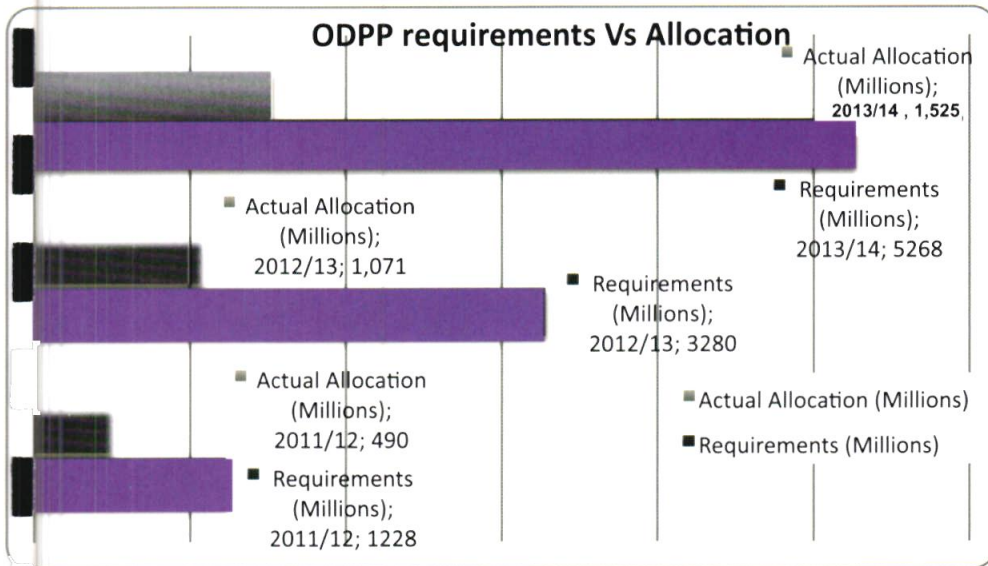 ODPP requirements Vs Allocation
Actual Allocation
(Millions);
2013/14 , 1,525,
Requirements
(Millions);
2013/14; 5268
Actual Allocation
(Millions);
2012/13; 1,071
Requirements
(Millions);
2012/13; 3280
Actual Allocation
(Millions);
2011/12; 490
Requirements
(Millions);
2011/12; 1228
Actual Allocation (Millions)
Requirements (Millions)